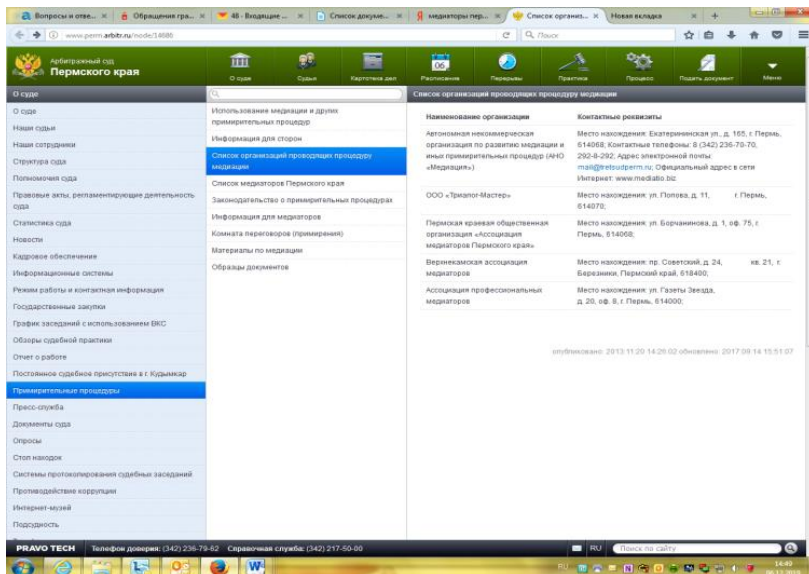 Вопросы и отве...
Обращения гра...
48 - Входящие ...
Список докуме...
медиаторы пер...
Список организ...
Новая вкладка
www.perm.arbitr.ru/node/14686
Поиск
Арбитражный суд
Пермского края
О суде
Судьи
Картотека дел
06
Расписание
Перерывы
Практика
Процесс
Подать документ
Меню
О суде
Список организаций проводящих процедуру медиации
О суде
Наши судьи
Наши сотрудники
Структура суда
Полномочия суда
Правовые акты, регламентирующие деятельность
суда
Статистика суда
Новости
Кадровое обеспечение
Информационные системы
Режим работы и контактная информация
Государственные закупки
График заседаний с использованием ВКС
Обзоры судебной практики
Отчет о работе
Постоянное судебное присутствие в г. Кудымкар
Примирительные процедуры
Пресс-служба
Документы суда
Опросы
Стол находок
Системы протоколирования судебных заседаний
Противодействие коррупции
Интернет-музей
Подсудность
Использование медиации и других
примирительных процедур
Информация для сторон
Список организаций проводящих процедуру
медиации
Список медиаторов Пермского края
Законодательство о примирительных процедурах
Информация для медиаторов
Комната переговоров (примирения)
Материалы по медиации
Образцы документов
Наименование организации
Контактные реквизиты
Автономная некоммерческая
организация по развитию медиации и
иных примирительных процедур (АНО
«Медиация»)
Место нахождения: Екатерининская ул., д. 165, г. Пермь,
614068; Контактные телефоны: 8 (342) 236-70-70,
292-8-292; Адрес электронной почты:
mail@tretsudperm.ru; Официальный адрес в сети
Интернет: www.mediatio.biz
ООО «Триалог-Мастер»
Место нахождения: ул. Попова, д. 11, г. Пермь,
614070;
Пермская краевая общественная
организация «Ассоциация
медиаторов Пермского края»
Место нахождения: ул. Борчанинова, д. 1, оф. 75, г.
Пермь, 614068;
Верхнекамская ассоциация
медиаторов
Место нахождения: пр. Советский, д. 24, кв. 21, г.
Березники, Пермский край, 618400;
Ассоциация профессиональных
медиаторов
Место нахождения: ул. Газеты Звезда,
д. 20, оф. 8, г. Пермь, 614000;
опубликовано: 2013.11.20 14:26:02 обновлено: 2017.09.14 15:51:07
PRAVO TECH
Телефон доверия: (342) 236-79-62 Справочная служба: (342) 217-50-00
RU
Поиск по сайту
RU
14:49